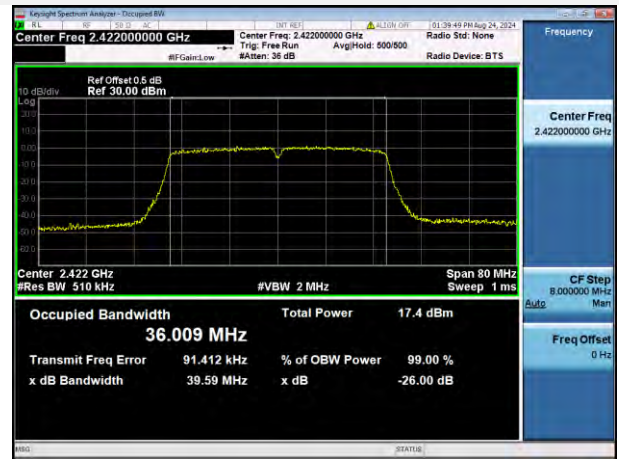 Keysight Spectrum Analyzer - Occupied BW
RL RF 50 Ω AC INT REF ALIGN OFF 01:39:49 PM Aug 24, 2024
Center Freq 2.422000000 GHz
Center Freq: 2.422000000 GHz
Radio Std: None
Trig: Free Run Avg|Hold: 500/500
#IFGain:Low
#Atten: 36 dB
Radio Device: BTS
Ref Offset 0.5 dB
10 dB/div Ref 30.00 dBm
Log
20.0
10.0
0.00
-10.0
-20.0
-30.0
-40.0
-50.0
-60.0
Center 2.422 GHz
Span 80 MHz
#Res BW 510 kHz
#VBW 2 MHz
Sweep 1 ms
Occupied Bandwidth
Total Power 17.4 dBm
36.009 MHz
Transmit Freq Error 91.412 kHz
% of OBW Power 99.00 %
x dB Bandwidth 39.59 MHz
x dB -26.00 dB
MSG
STATUS
Frequency
Center Freq
2.422000000 GHz
CF Step
8.000000 MHz
Auto Man
Freq Offset
0 Hz